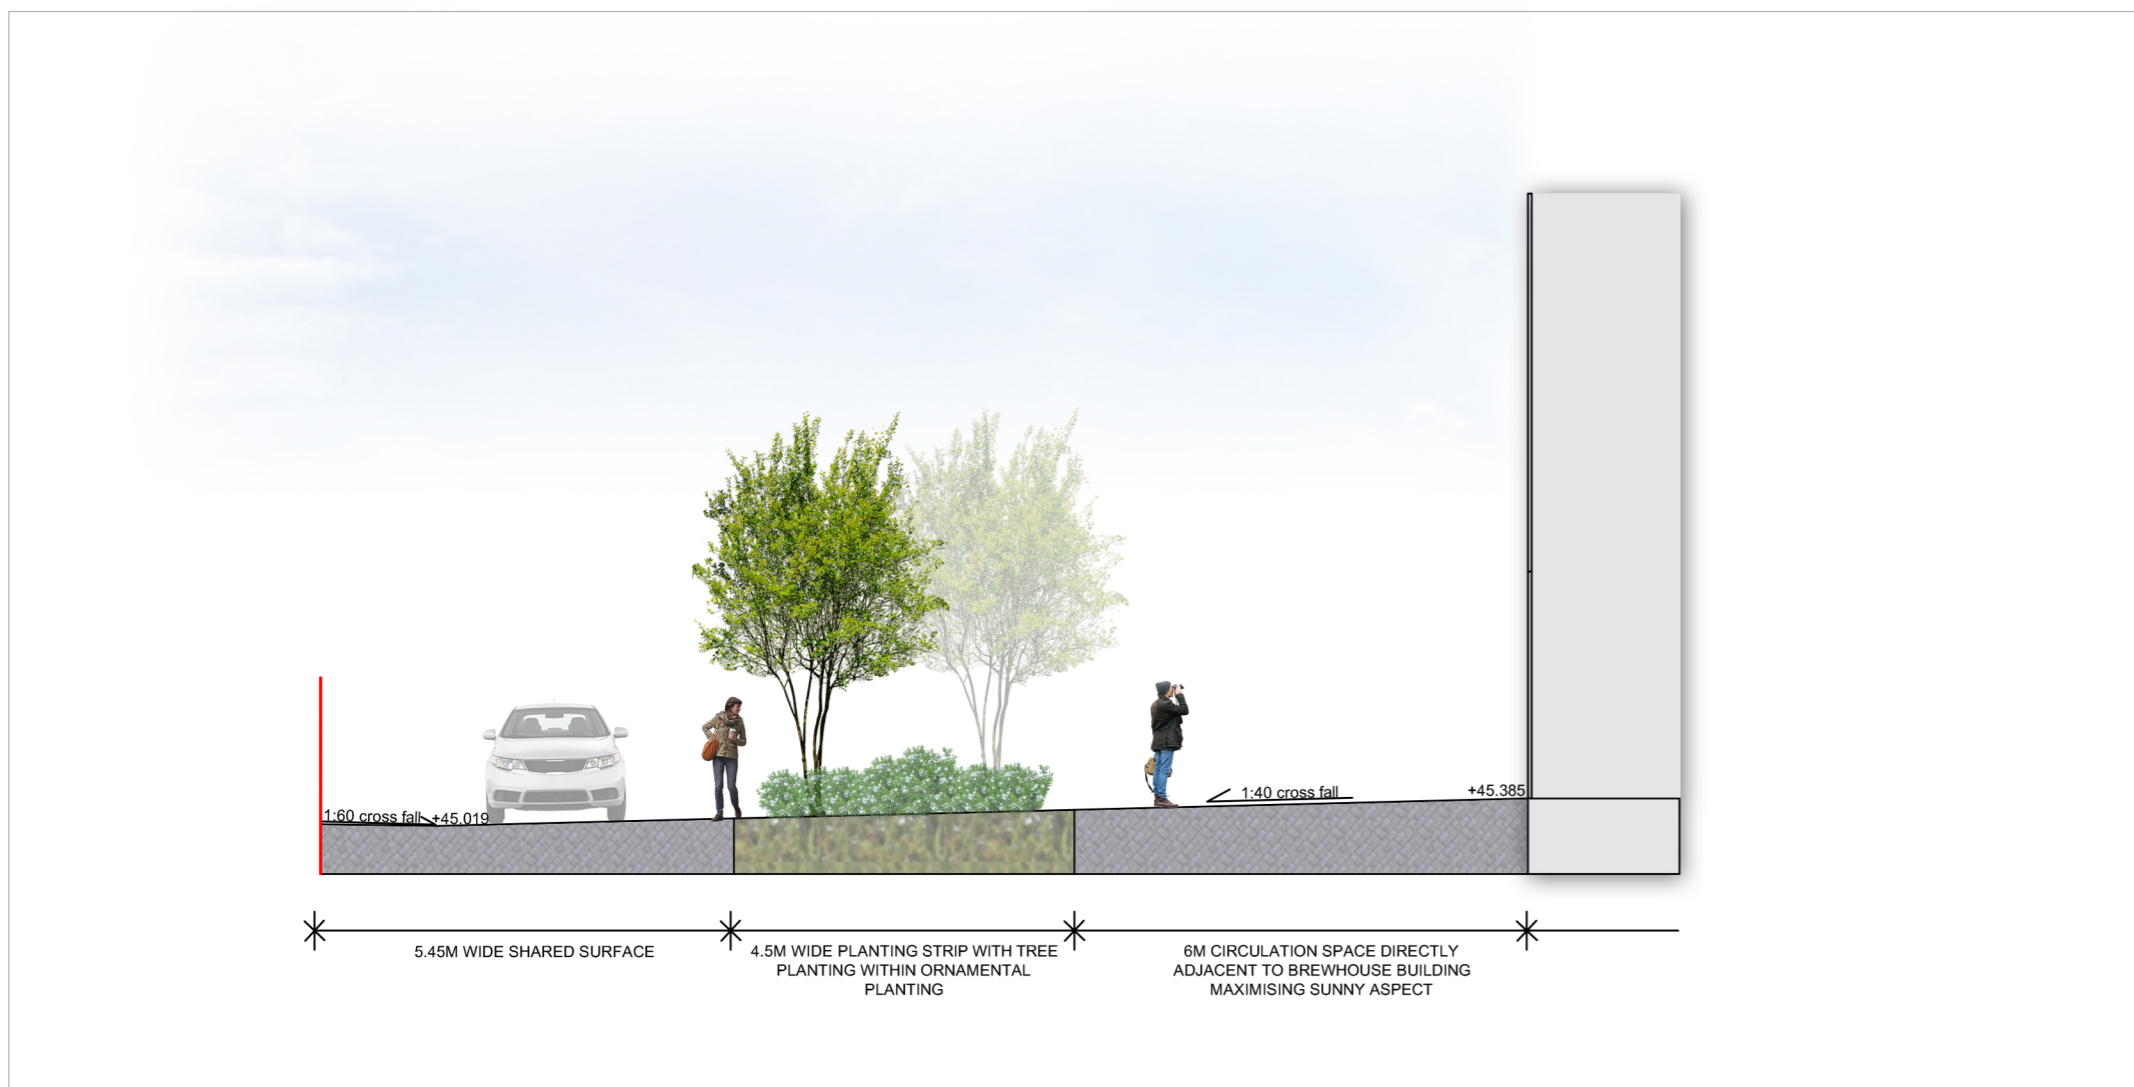 1:60 cross fall
+45.019
1:40 cross fall
+45.385
5.45M WIDE SHARED SURFACE
4.5M WIDE PLANTING STRIP WITH TREE
PLANTING WITHIN ORNAMENTAL
PLANTING
6M CIRCULATION SPACE DIRECTLY
ADJACENT TO BREWHOUSE BUILDING
MAXIMISING SUNNY ASPECT